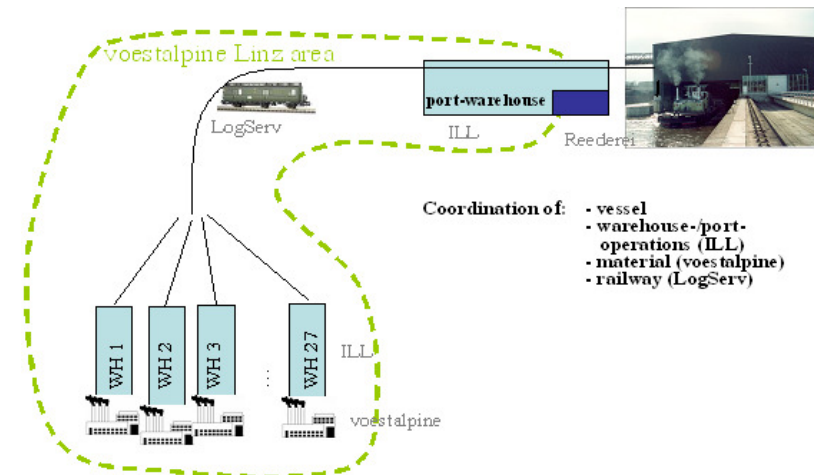 voestalpine Linz area
LogServ
port-warehouse
ILL
Reederei
Coordination of: - vessel
- warehouse-/port-
operations (ILL)
- material (voestalpine)
- railway (LogServ)
WH 1
WH 2
WH 3
...
WH 27
ILL
voestalpine